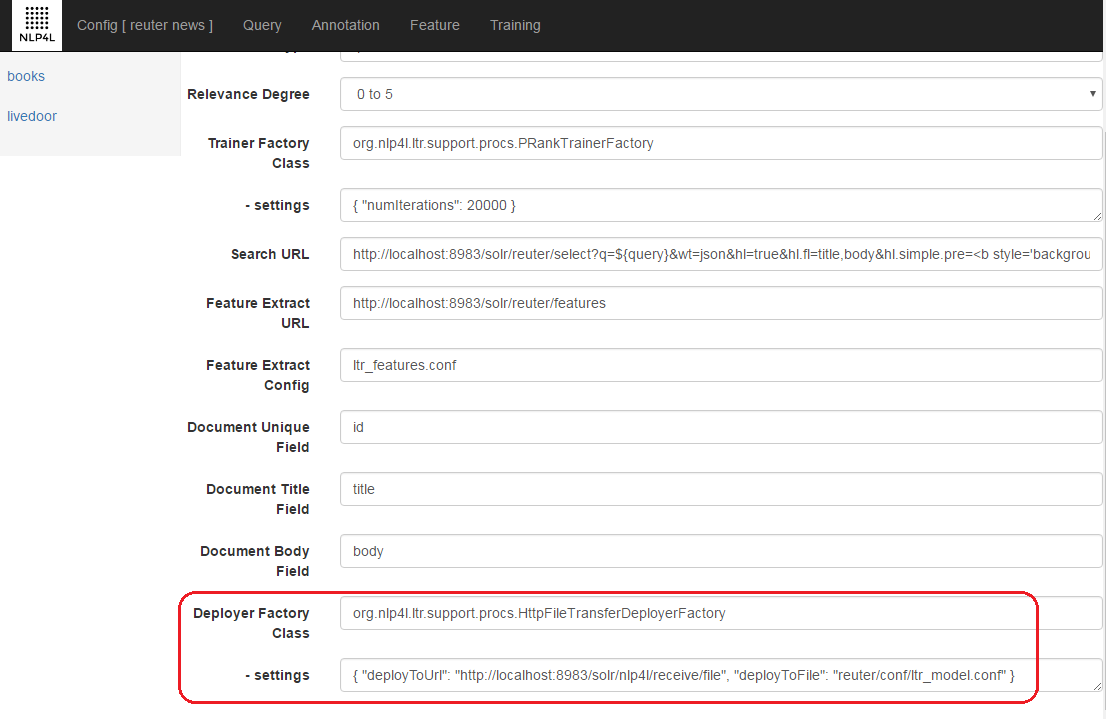 NLP4L Config [ reuter news ] Query Annotation Feature Training
books
livedoor
Relevance Degree 0 to 5
Trainer Factory Class org.nlp4l.ltr.support.procs.PRankTrainerFactory
- settings { "numIterations": 20000 }
Search URL http://localhost:8983/solr/reuter/select?q=${query}&wt=json&hl=true&hl.fl=title,body&hl.simple.pre=<b style='backgrou
Feature Extract URL http://localhost:8983/solr/reuter/features
Feature Extract Config ltr_features.conf
Document Unique Field id
Document Title Field title
Document Body Field body
Deployer Factory Class org.nlp4l.ltr.support.procs.HttpFileTransferDeployerFactory
- settings { "deployToUrl": "http://localhost:8983/solr/nlp4l/receive/file", "deployToFile": "reuter/conf/ltr_model.conf" }